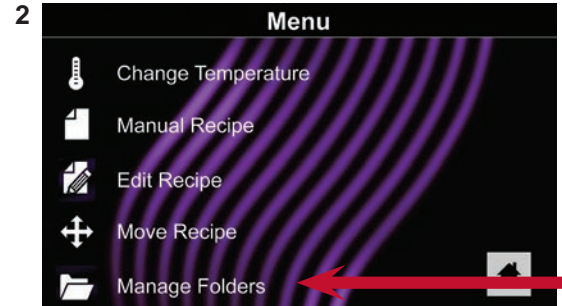 2
Menu
Change Temperature
Manual Recipe
Edit Recipe
Move Recipe
Manage Folders